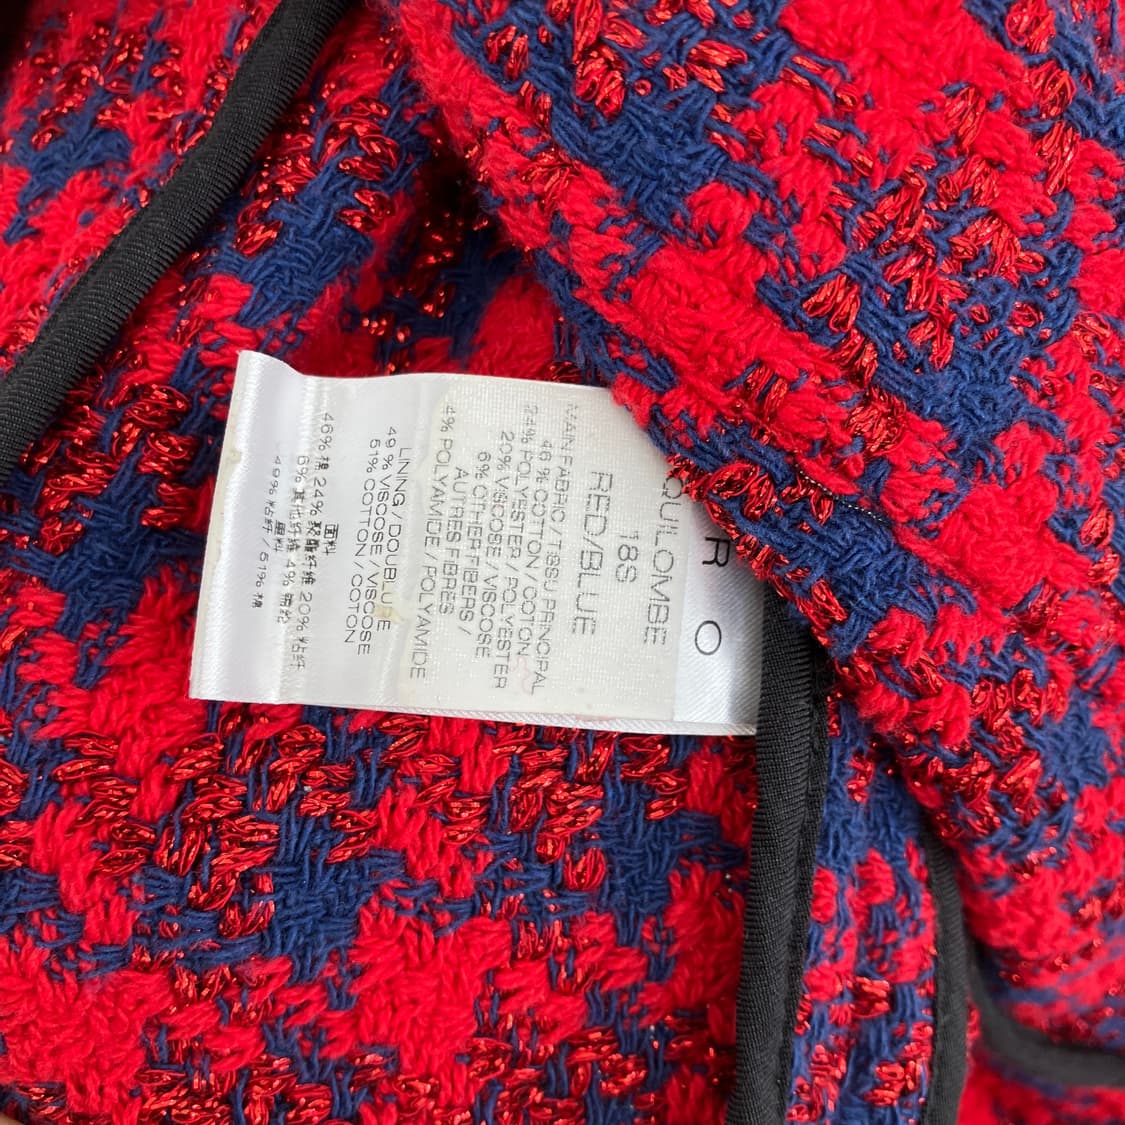 R O
QUILOMBE
18S
RED/BLUE
MAIN FABRIC / TISSU PRINCIPAL
46 % COTTON / COTON
24% POLYESTER / POLYESTER
20% VISCOSE / VISCOSE
6% OTHER FIBERS /
AUTRES FIBRES
4% POLYAMIDE / POLYAMIDE
LINING / DOUBLURE
49 % VISCOSE / VISCOSE
51% COTTON / COTON
面料
46% 棉 24% 聚酯纤维 20% 粘纤
6% 其他纤维 4% 锦纶
里料
49% 粘纤 / 51% 棉